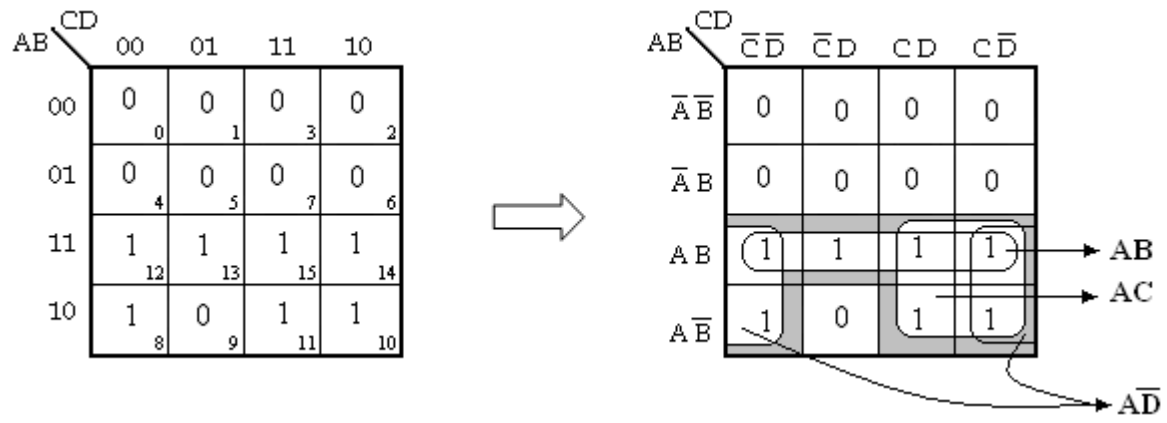 CD
AB 00 01 11 10
00 0 0 0 0
0 1 3 2
01 0 0 0 0
4 5 7 6
11 1 1 1 1
12 13 15 14
10 1 0 1 1
8 9 11 10
CD
AB C̅D̅ C̅D CD CD̅
A̅B̅ 0 0 0 0
A̅B 0 0 0 0
AB 1 1 1 1 AB
AC
AB̅ 1 0 1 1
AD̅